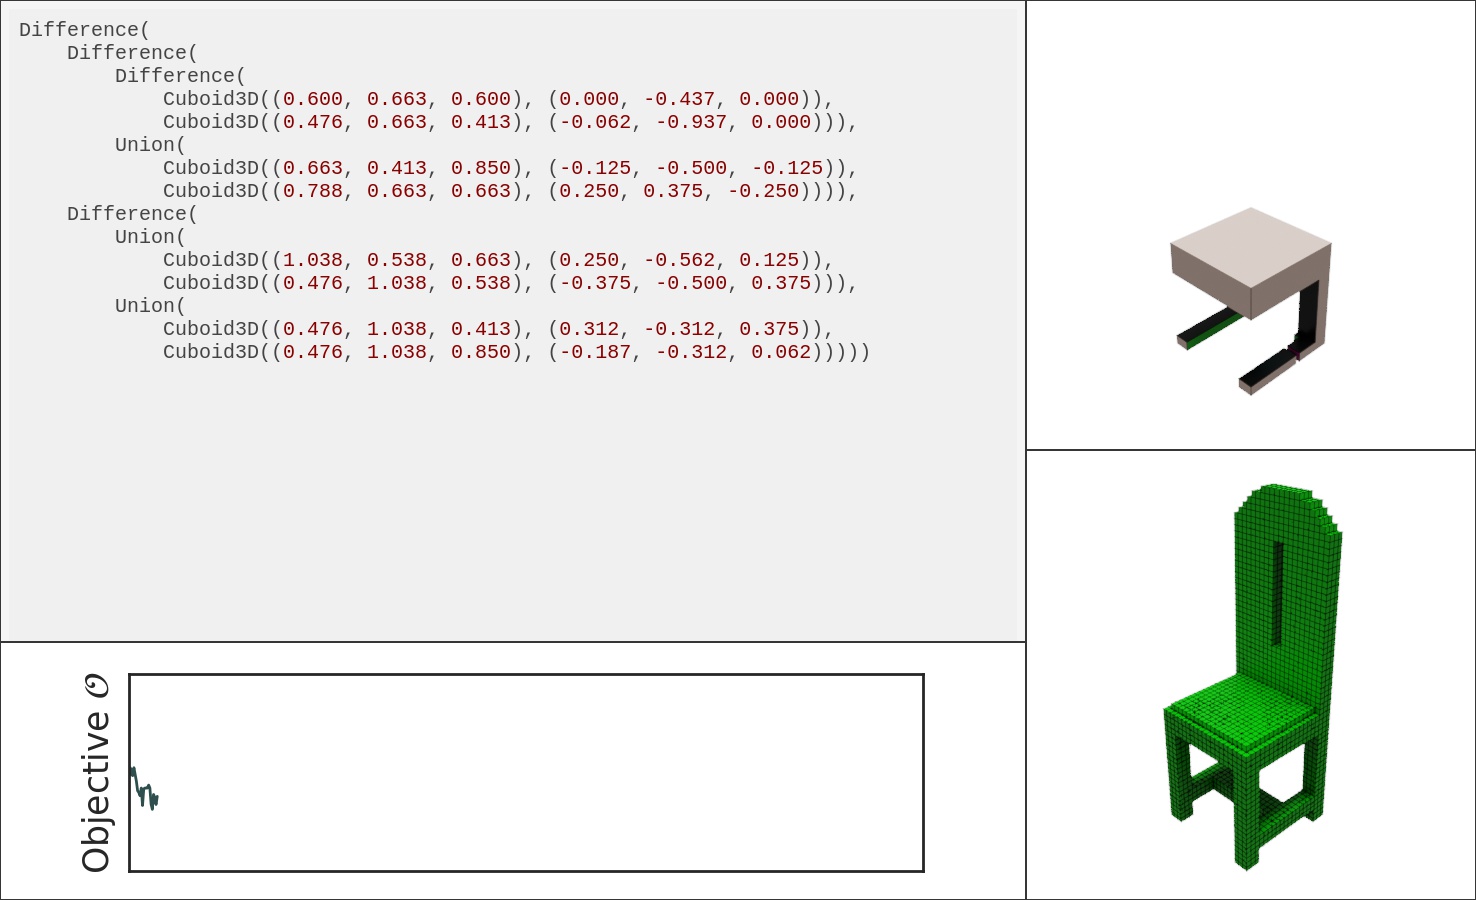 Difference(
    Difference(
        Difference(
            Cuboid3D((0.600, 0.663, 0.600), (0.000, -0.437, 0.000)),
            Cuboid3D((0.476, 0.663, 0.413), (-0.062, -0.937, 0.000))),
        Union(
            Cuboid3D((0.663, 0.413, 0.850), (-0.125, -0.500, -0.125)),
            Cuboid3D((0.788, 0.663, 0.663), (0.250, 0.375, -0.250)))),
    Difference(
        Union(
            Cuboid3D((1.038, 0.538, 0.663), (0.250, -0.562, 0.125)),
            Cuboid3D((0.476, 1.038, 0.538), (-0.375, -0.500, 0.375))),
        Union(
            Cuboid3D((0.476, 1.038, 0.413), (0.312, -0.312, 0.375)),
            Cuboid3D((0.476, 1.038, 0.850), (-0.187, -0.312, 0.062)))))
Objective 𝒪